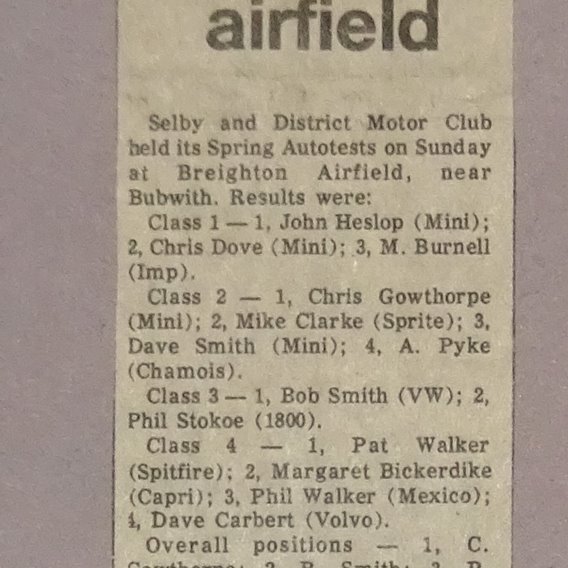 airfield
Selby and District Motor Club
held its Spring Autotests on Sunday
at Breighton Airfield, near
Bubwith. Results were:
Class 1 — 1, John Heslop (Mini);
2, Chris Dove (Mini); 3, M. Burnell
(Imp).
Class 2 — 1, Chris Gowthorpe
(Mini); 2, Mike Clarke (Sprite); 3,
Dave Smith (Mini); 4, A. Pyke
(Chamois).
Class 3 — 1, Bob Smith (VW); 2,
Phil Stokoe (1800).
Class 4 — 1, Pat Walker
(Spitfire); 2, Margaret Bickerdike
(Capri); 3, Phil Walker (Mexico);
4, Dave Carbert (Volvo).
Overall positions — 1, C.